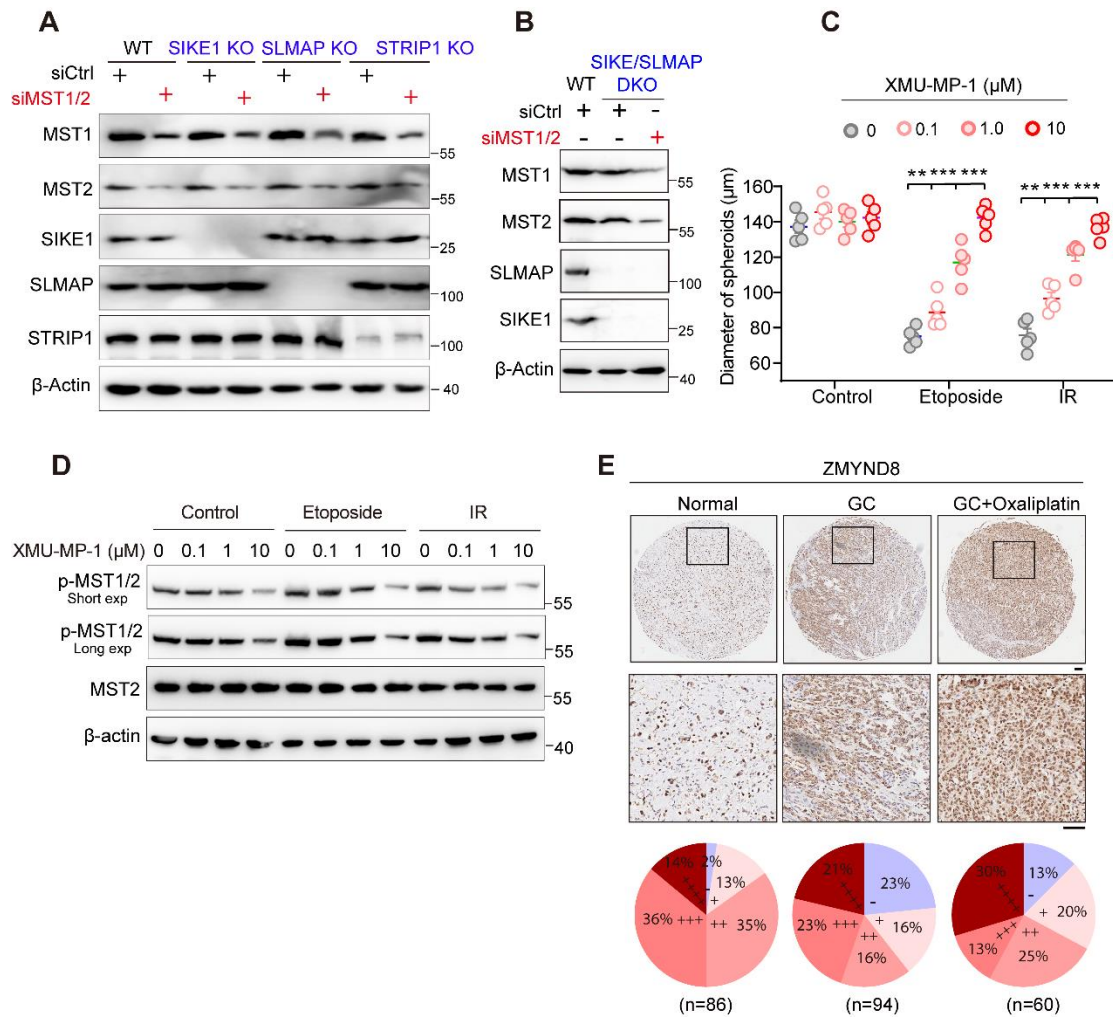 A
WT SIKE1 KO SLMAP KO STRIP1 KO
siCtrl + + + +
siMST1/2 + + + +
MST1 55
MST2 55
SIKE1 25
SLMAP 100
STRIP1 100
β-Actin 40
B
SIKE/SLMAP
WT DKO
siCtrl + + -
siMST1/2 - - +
MST1 55
MST2 55
SLMAP 100
SIKE1 25
β-Actin 40
C
XMU-MP-1 (μM)
0 0.1 1.0 10
Diameter of spheroids (μm)
160
140
120
100
80
60
** *** *** ** *** ***
Control Etoposide IR
D
Control Etoposide IR
XMU-MP-1 (μM) 0 0.1 1 10 0 0.1 1 10 0 0.1 1 10
p-MST1/2
Short exp 55
p-MST1/2
Long exp 55
MST2 55
β-actin 40
E
ZMYND8
Normal GC GC+Oxaliplatin
14% 2% 13% 35% 36%
++++ - + ++ +++
(n=86)
21% 23% 16% 16% 23%
++++ - + ++ +++
(n=94)
30% 13% 20% 25% 13%
++++ - + ++ +++
(n=60)